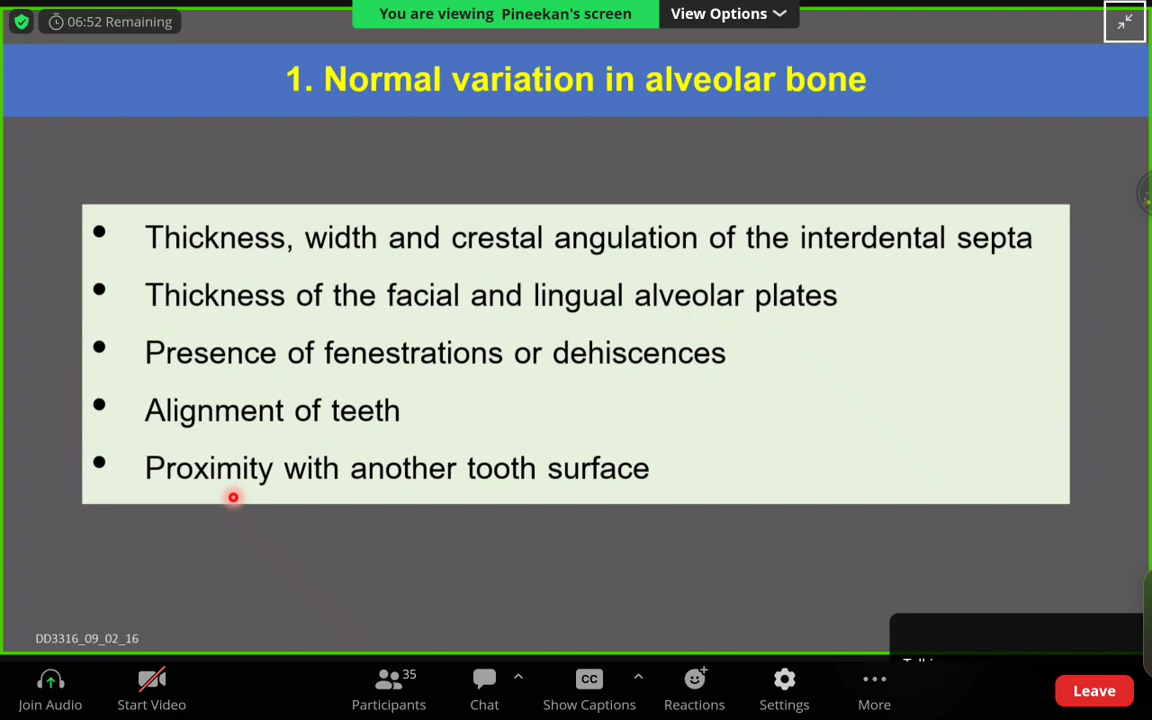 06:52 Remaining
You are viewing Pineekan's screen
View Options
1. Normal variation in alveolar bone
• Thickness, width and crestal angulation of the interdental septa
• Thickness of the facial and lingual alveolar plates
• Presence of fenestrations or dehiscences
• Alignment of teeth
• Proximity with another tooth surface
DD3316_09_02_16
35
CC
Join Audio
Start Video
Participants
Chat
Show Captions
Reactions
Settings
More
Leave